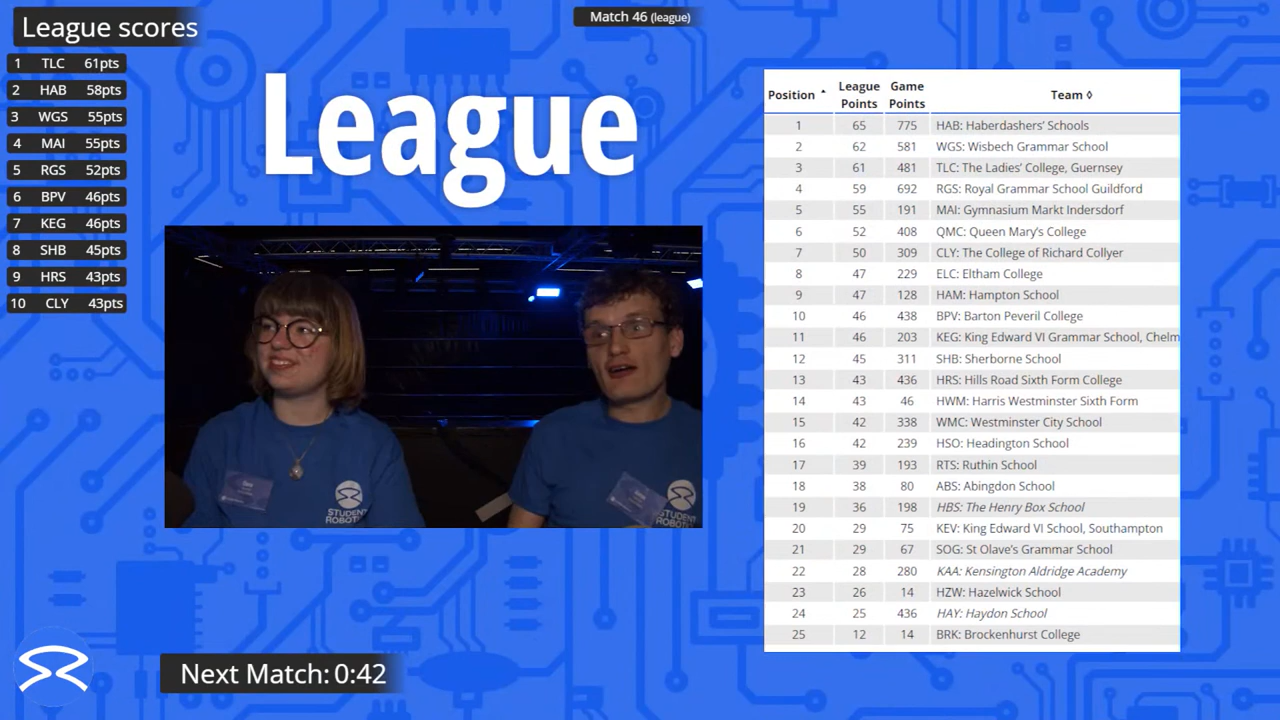 League scores
Match 46 (league)
1 TLC 61pts
2 HAB 58pts
3 WGS 55pts
4 MAI 55pts
5 RGS 52pts
6 BPV 46pts
7 KEG 46pts
8 SHB 45pts
9 HRS 43pts
10 CLY 43pts
League
STUDENT
ROBOTI
STUDENT
ROBOT
Position League Points Game Points Team ◊
1 65 775 HAB: Haberdashers' Schools
2 62 581 WGS: Wisbech Grammar School
3 61 481 TLC: The Ladies' College, Guernsey
4 59 692 RGS: Royal Grammar School Guildford
5 55 191 MAI: Gymnasium Markt Indersdorf
6 52 408 QMC: Queen Mary's College
7 50 309 CLY: The College of Richard Collyer
8 47 229 ELC: Eltham College
9 47 128 HAM: Hampton School
10 46 438 BPV: Barton Peveril College
11 46 203 KEG: King Edward VI Grammar School, Chelm
12 45 311 SHB: Sherborne School
13 43 436 HRS: Hills Road Sixth Form College
14 43 46 HWM: Harris Westminster Sixth Form
15 42 338 WMC: Westminster City School
16 42 239 HSO: Headington School
17 39 193 RTS: Ruthin School
18 38 80 ABS: Abingdon School
19 36 198 HBS: The Henry Box School
20 29 75 KEV: King Edward VI School, Southampton
21 29 67 SOG: St Olave's Grammar School
22 28 280 KAA: Kensington Aldridge Academy
23 26 14 HZW: Hazelwick School
24 25 436 HAY: Haydon School
25 12 14 BRK: Brockenhurst College
Next Match: 0:42